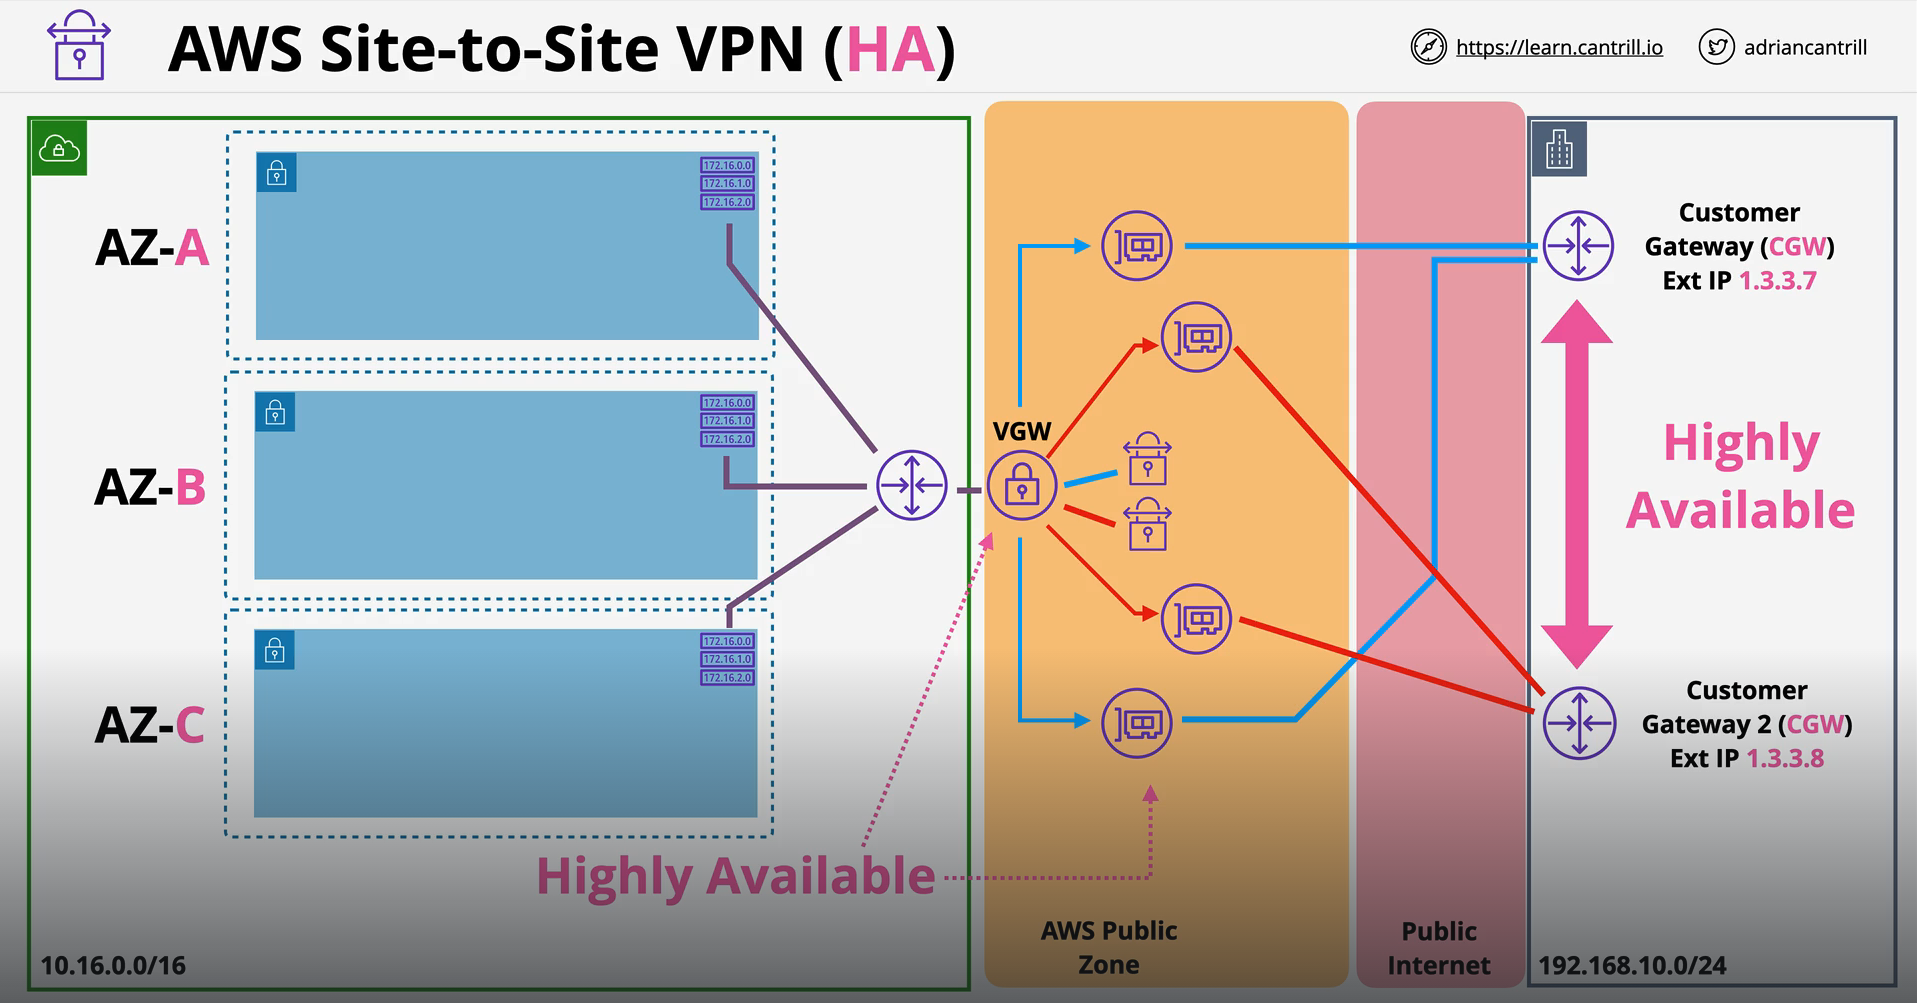 AWS Site-to-Site VPN (HA)
https://learn.cantrill.io
adriancantrill
AZ-A
172.16.0.0
172.16.1.0
172.16.2.0
AZ-B
172.16.0.0
172.16.1.0
172.16.2.0
AZ-C
172.16.0.0
172.16.1.0
172.16.2.0
10.16.0.0/16
Highly Available
VGW
AWS Public
Zone
Public
Internet
Customer
Gateway (CGW)
Ext IP 1.3.3.7
Highly
Available
Customer
Gateway 2 (CGW)
Ext IP 1.3.3.8
192.168.10.0/24